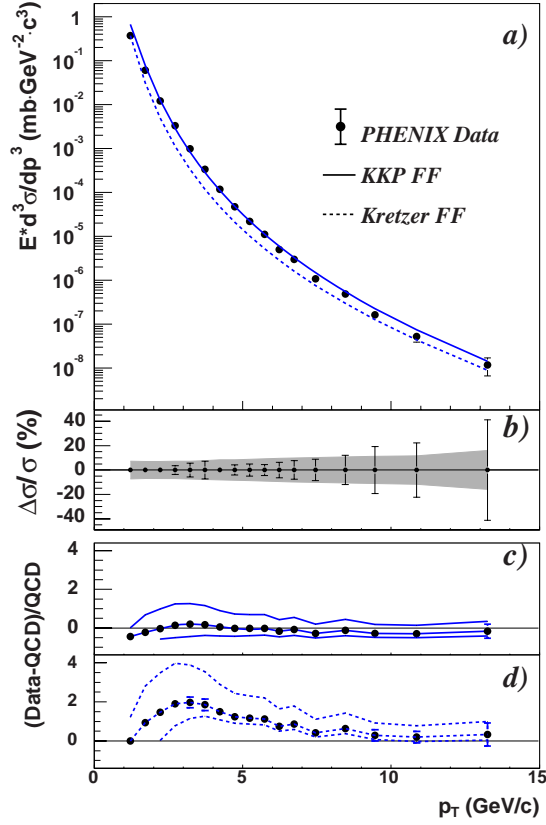 a)
E*d³σ/dp³ (mb·GeV⁻²·c³)
1
10⁻¹
10⁻²
10⁻³
10⁻⁴
10⁻⁵
10⁻⁶
10⁻⁷
10⁻⁸
PHENIX Data
KKP FF
Kretzer FF
b)
Δσ/σ (%)
40
20
0
-20
-40
c)
(Data-QCD)/QCD
4
2
0
d)
4
2
0
0 5 10 15
p_T (GeV/c)